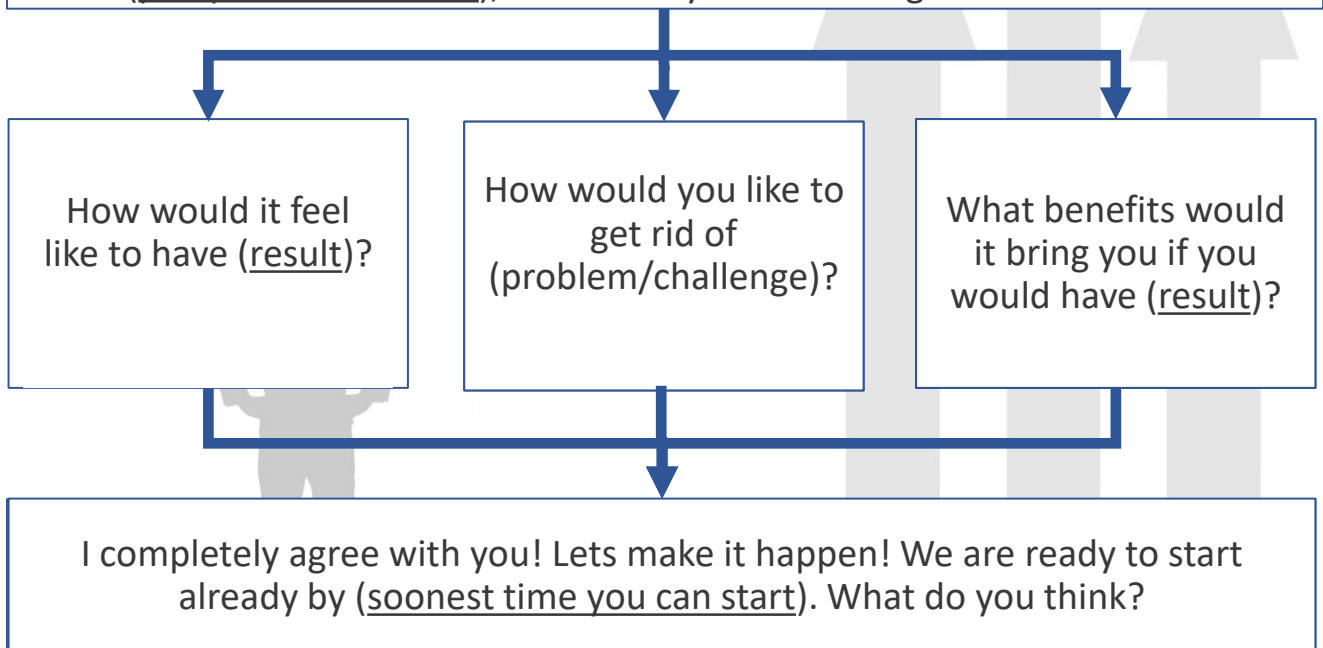 How would it feel
like to have (result)?
How would you like to
get rid of
(problem/challenge)?
What benefits would
it bring you if you
would have (result)?
I completely agree with you! Lets make it happen! We are ready to start
already by (soonest time you can start). What do you think?